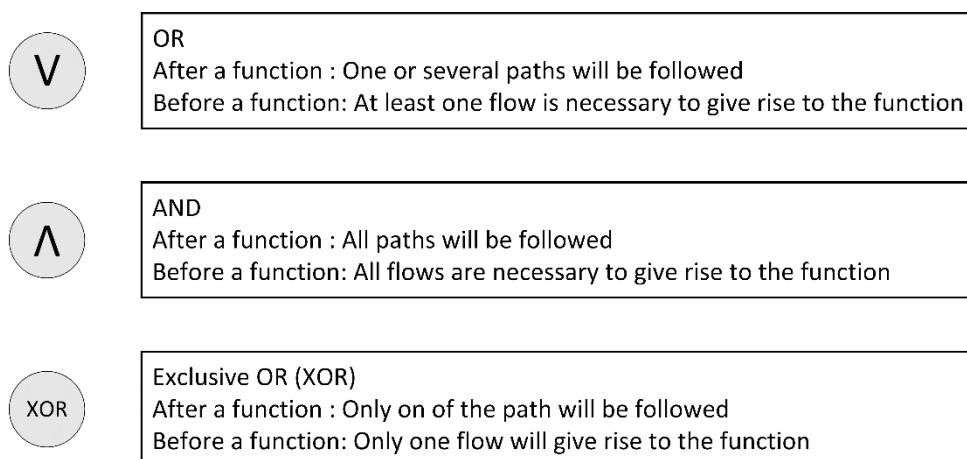 V
OR
After a function : One or several paths will be followed
Before a function: At least one flow is necessary to give rise to the function
Λ
AND
After a function : All paths will be followed
Before a function: All flows are necessary to give rise to the function
XOR
Exclusive OR (XOR)
After a function : Only on of the path will be followed
Before a function: Only one flow will give rise to the function